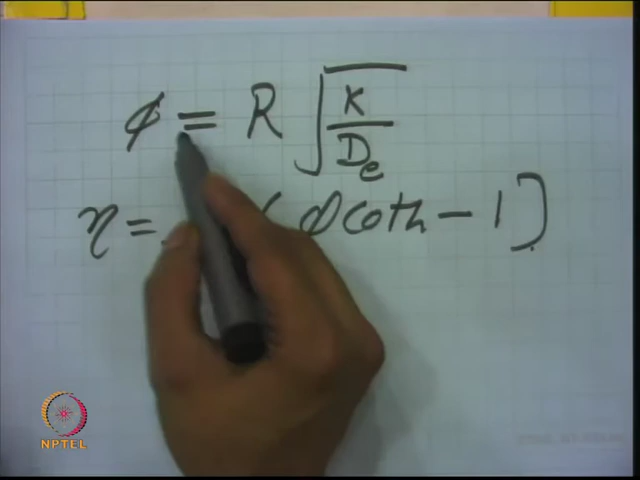 ϕ = R √(K/De)
η = (ϕ coth − 1)
NPTEL